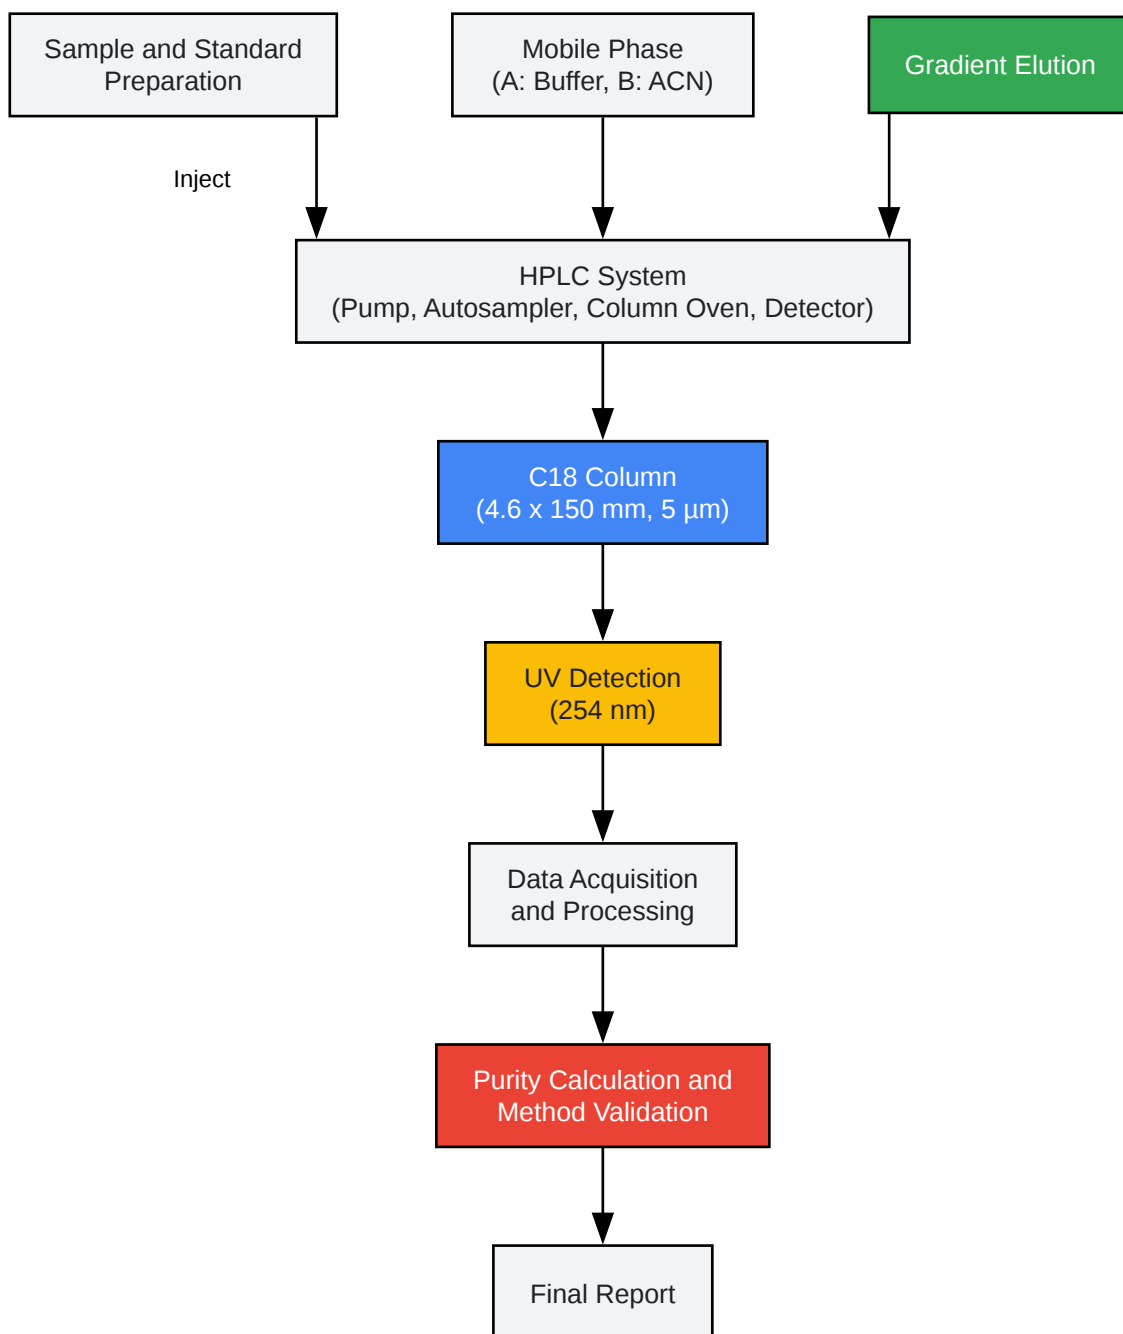 Sample and Standard
Preparation
Mobile Phase
(A: Buffer, B: ACN)
Gradient Elution
Inject
HPLC System
(Pump, Autosampler, Column Oven, Detector)
C18 Column
(4.6 x 150 mm, 5 µm)
UV Detection
(254 nm)
Data Acquisition
and Processing
Purity Calculation and
Method Validation
Final Report